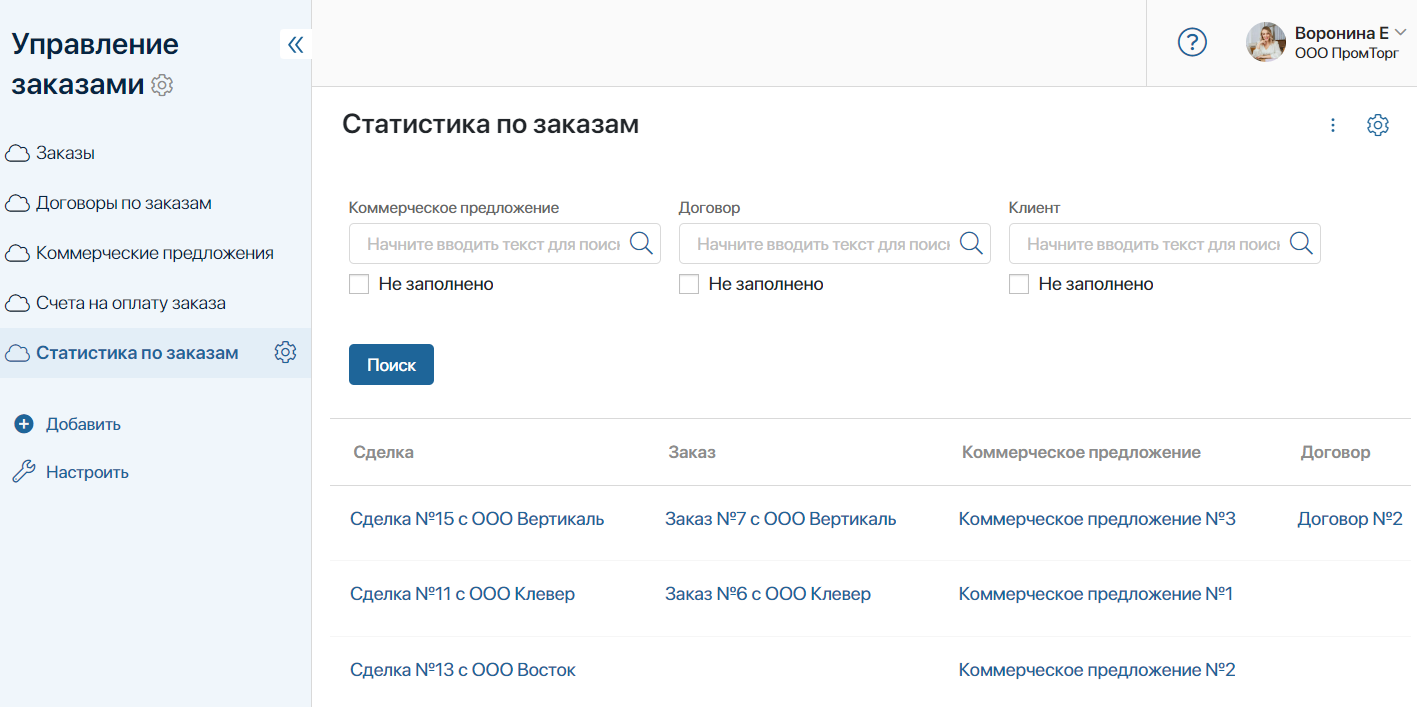 Управление
заказами
Заказы
Договоры по заказам
Коммерческие предложения
Счета на оплату заказа
Статистика по заказам
Добавить
Настроить
?
Воронина Е
ООО ПромТорг
Статистика по заказам
Коммерческое предложение Договор Клиент
Начните вводить текст для поиск Начните вводить текст для поиск Начните вводить текст для поиск
Не заполнено Не заполнено Не заполнено
Поиск
Сделка Заказ Коммерческое предложение Договор
Сделка №15 с ООО Вертикаль Заказ №7 с ООО Вертикаль Коммерческое предложение №3 Договор №2
Сделка №11 с ООО Клевер Заказ №6 с ООО Клевер Коммерческое предложение №1
Сделка №13 с ООО Восток Коммерческое предложение №2